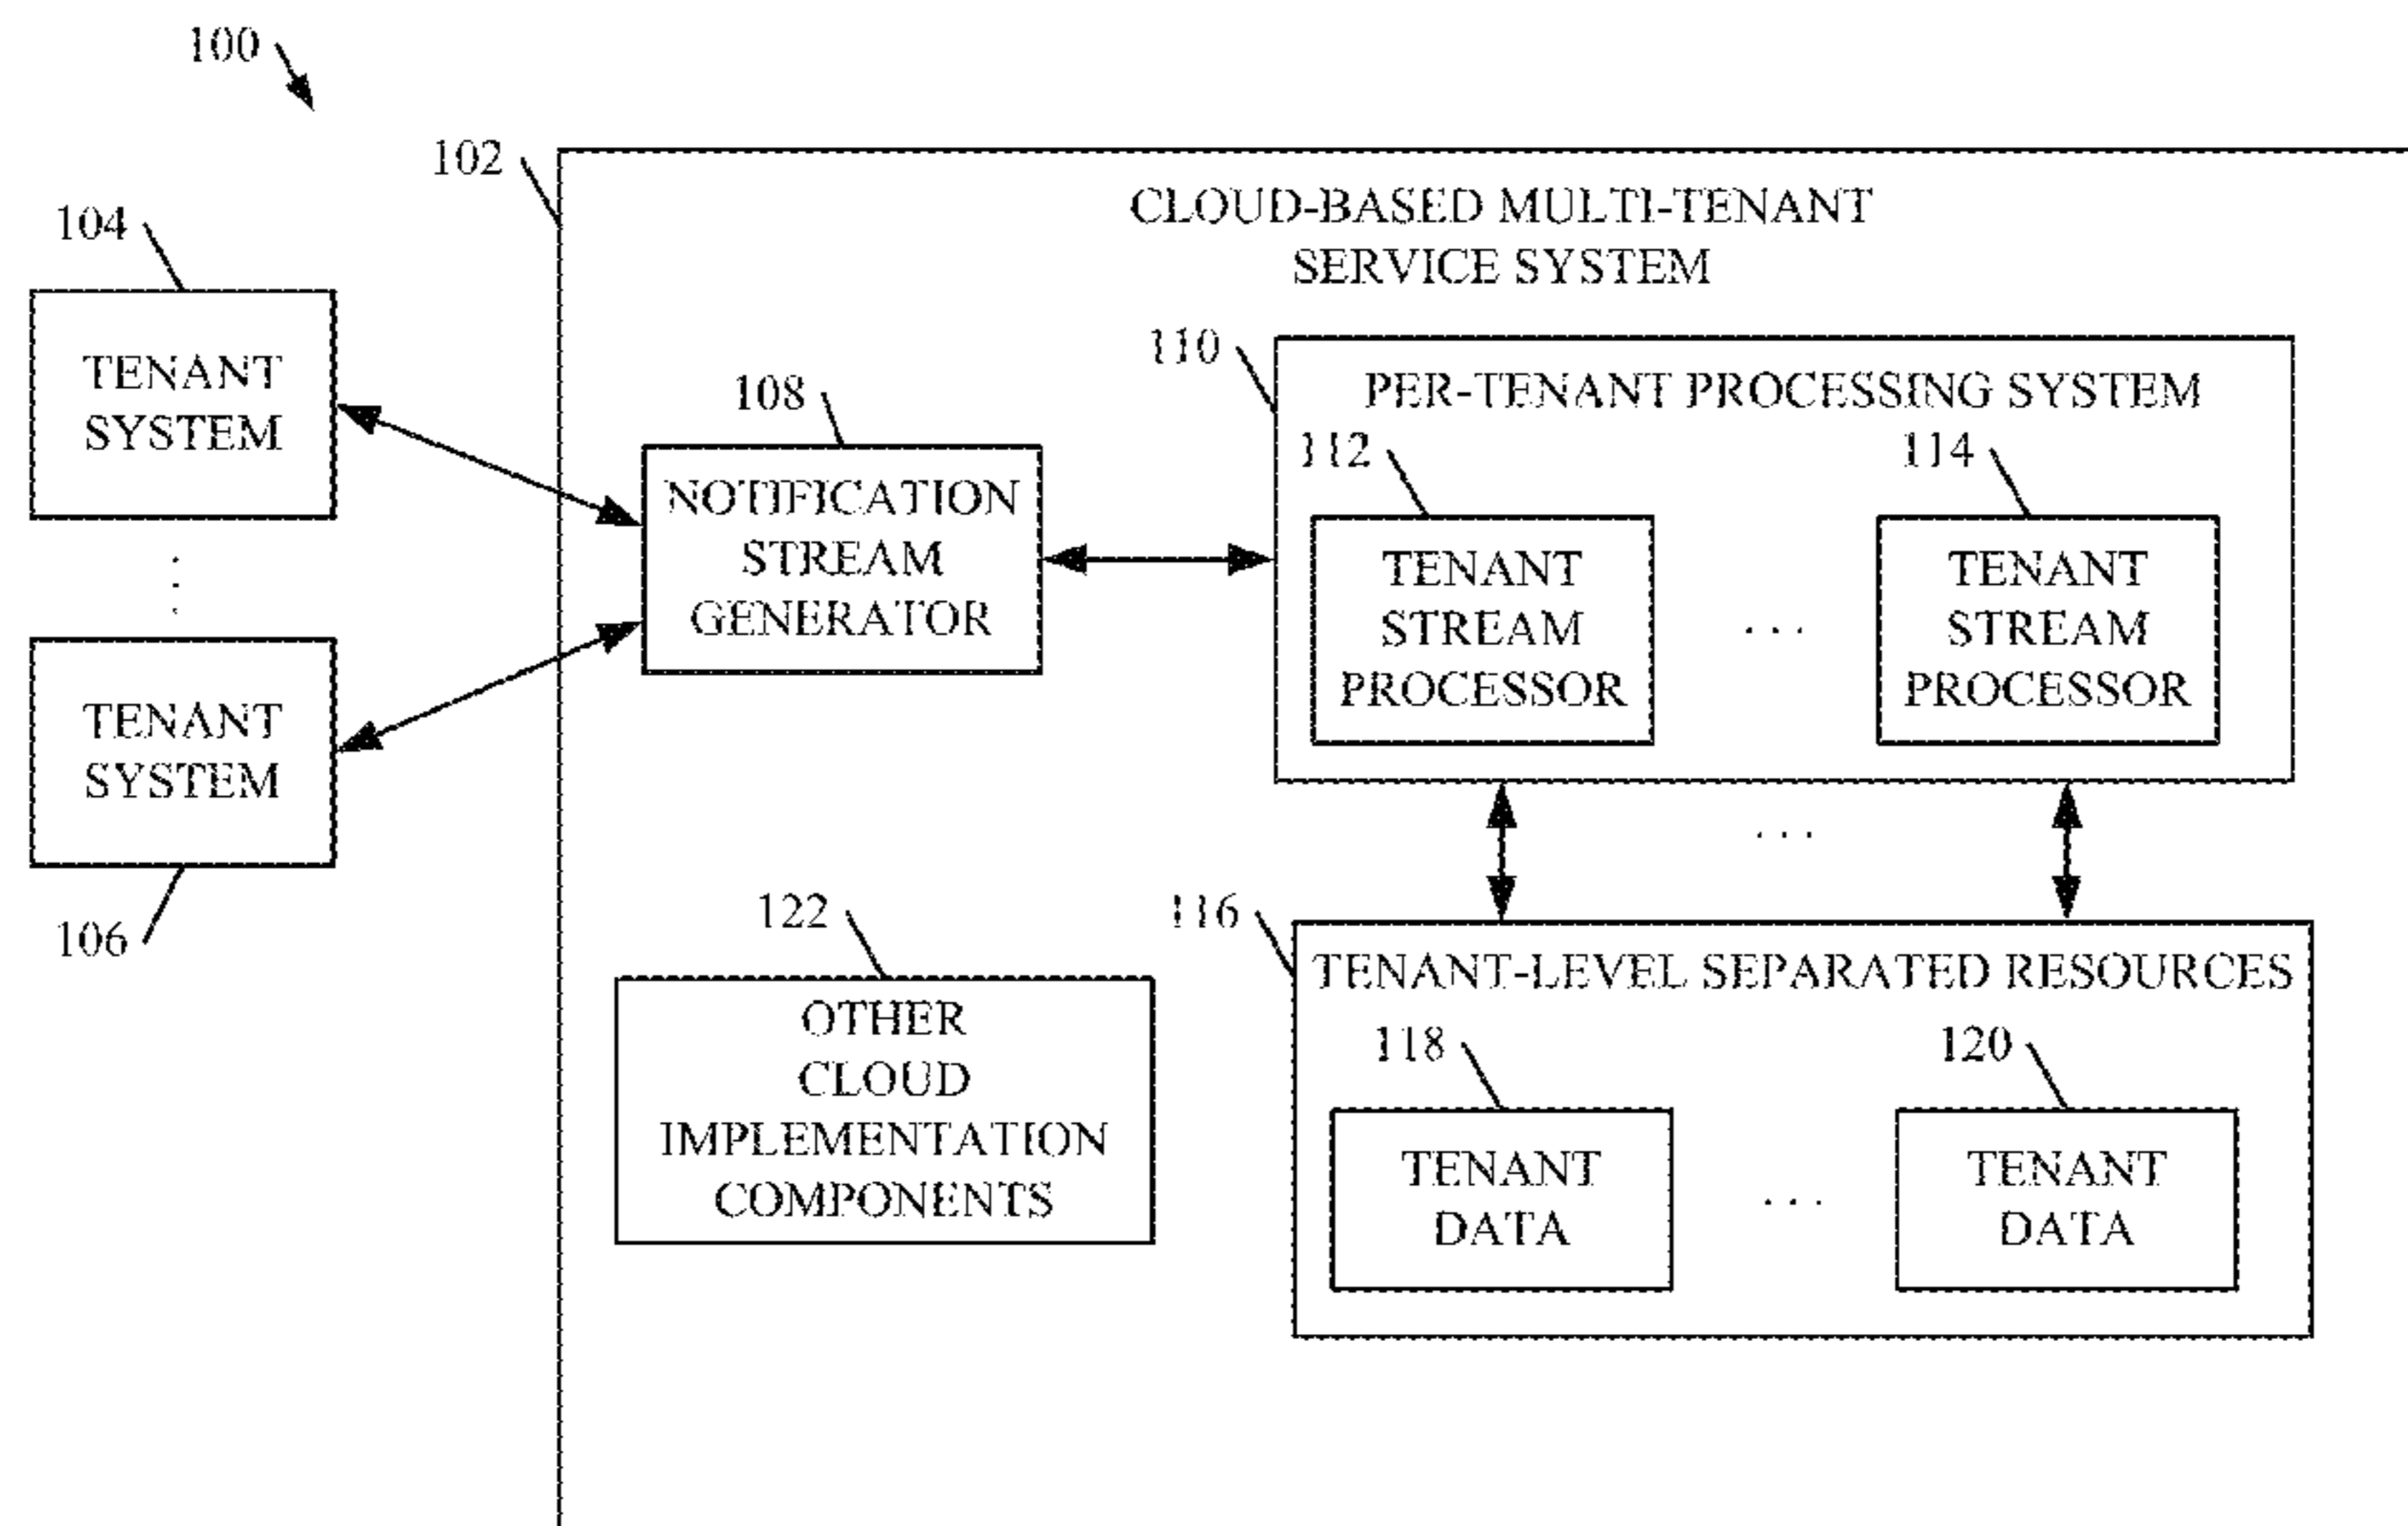 100
102
CLOUD-BASED MULTI-TENANT
SERVICE SYSTEM
104
TENANT
SYSTEM
.
.
.
TENANT
SYSTEM
106
108
NOTIFICATION
STREAM
GENERATOR
110
PER-TENANT PROCESSING SYSTEM
112
TENANT
STREAM
PROCESSOR
. . .
114
TENANT
STREAM
PROCESSOR
. . .
122
OTHER
CLOUD
IMPLEMENTATION
COMPONENTS
116
TENANT-LEVEL SEPARATED RESOURCES
118
TENANT
DATA
. . .
120
TENANT
DATA